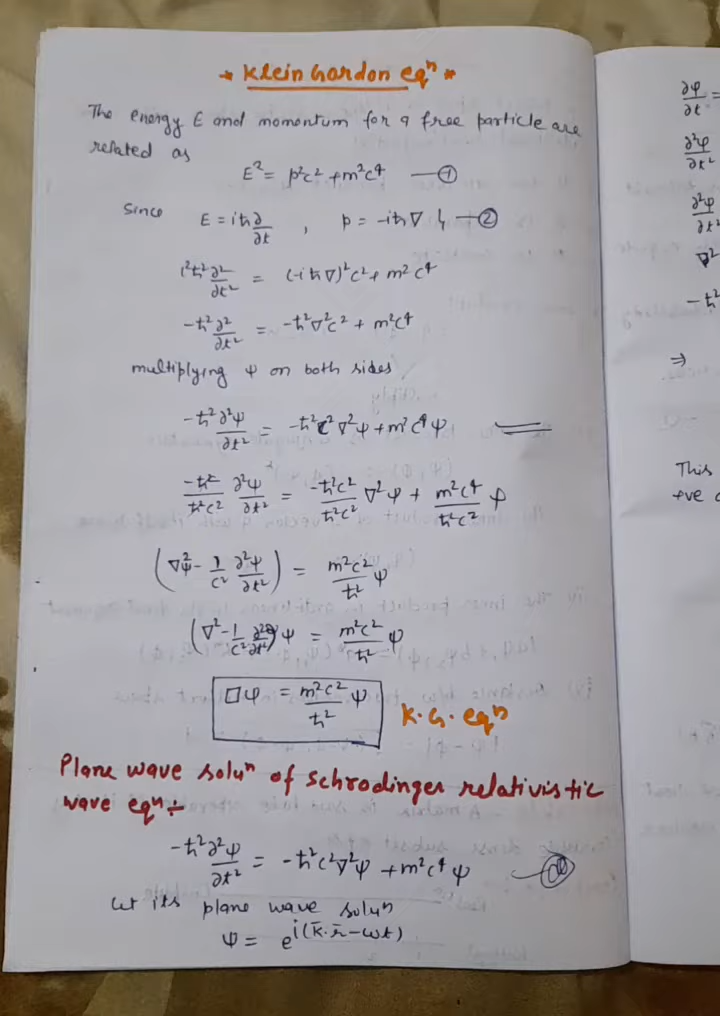 * Klein Gordon eqⁿ *
The energy E and momentum for a free particle are
related as
E² = p²c² + m²c⁴ —①
Since E = iħ ∂/∂t , p = -iħ∇ —②
i²ħ² ∂²/∂t² = (-iħ∇)²c² + m²c⁴
-ħ² ∂²/∂t² = -ħ²∇²c² + m²c⁴
multiplying ψ on both sides
-ħ² ∂²ψ/∂t² = -ħ²c²∇²ψ + m²c⁴ψ
-ħ²/ħ²c² ∂²ψ/∂t² = -ħ²c²/ħ²c² ∇²ψ + m²c⁴/ħ²c² ψ
(∇²ψ - 1/c² ∂²ψ/∂t²) = m²c²/ħ² ψ
(∇² - 1/c² ∂²/∂t²)ψ = m²c²/ħ² ψ
□ψ = m²c²/ħ² ψ K.G. eqⁿ
Plane wave soluⁿ of Schrodinger relativistic
wave eqⁿ÷
-ħ²∂²ψ/∂t² = -ħ²c²∇²ψ + m²c⁴ψ
Let its plane wave soluⁿ
ψ = e^i(k̄.r̄-ωt)
∂ψ/∂t =
∂²ψ/∂t²
∂²ψ/∂t²
∇²
-ħ²
⇒
This
+ve